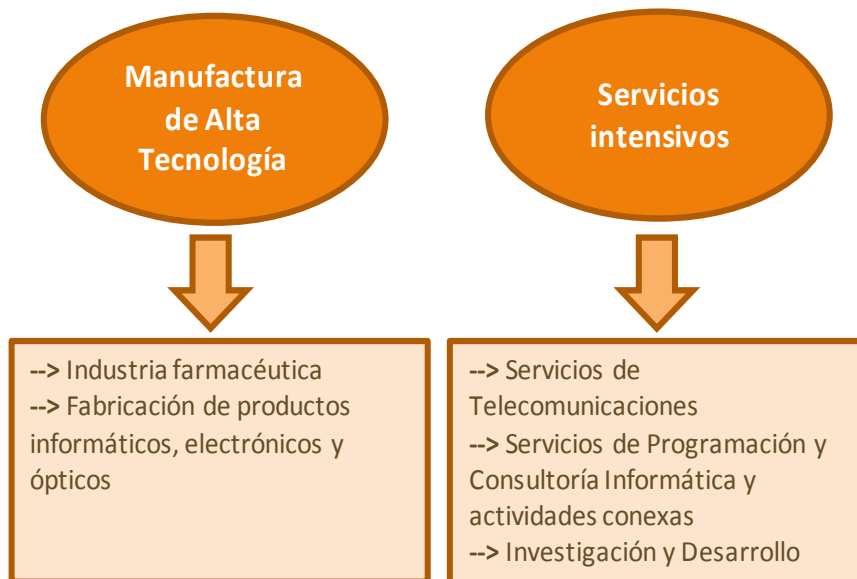 Manufactura
de Alta
Tecnología
Servicios
intensivos
--> Industria farmacéutica
--> Fabricación de productos
informáticos, electrónicos y
ópticos
--> Servicios de
Telecomunicaciones
--> Servicios de Programación y
Consultoría Informática y
actividades conexas
--> Investigación y Desarrollo